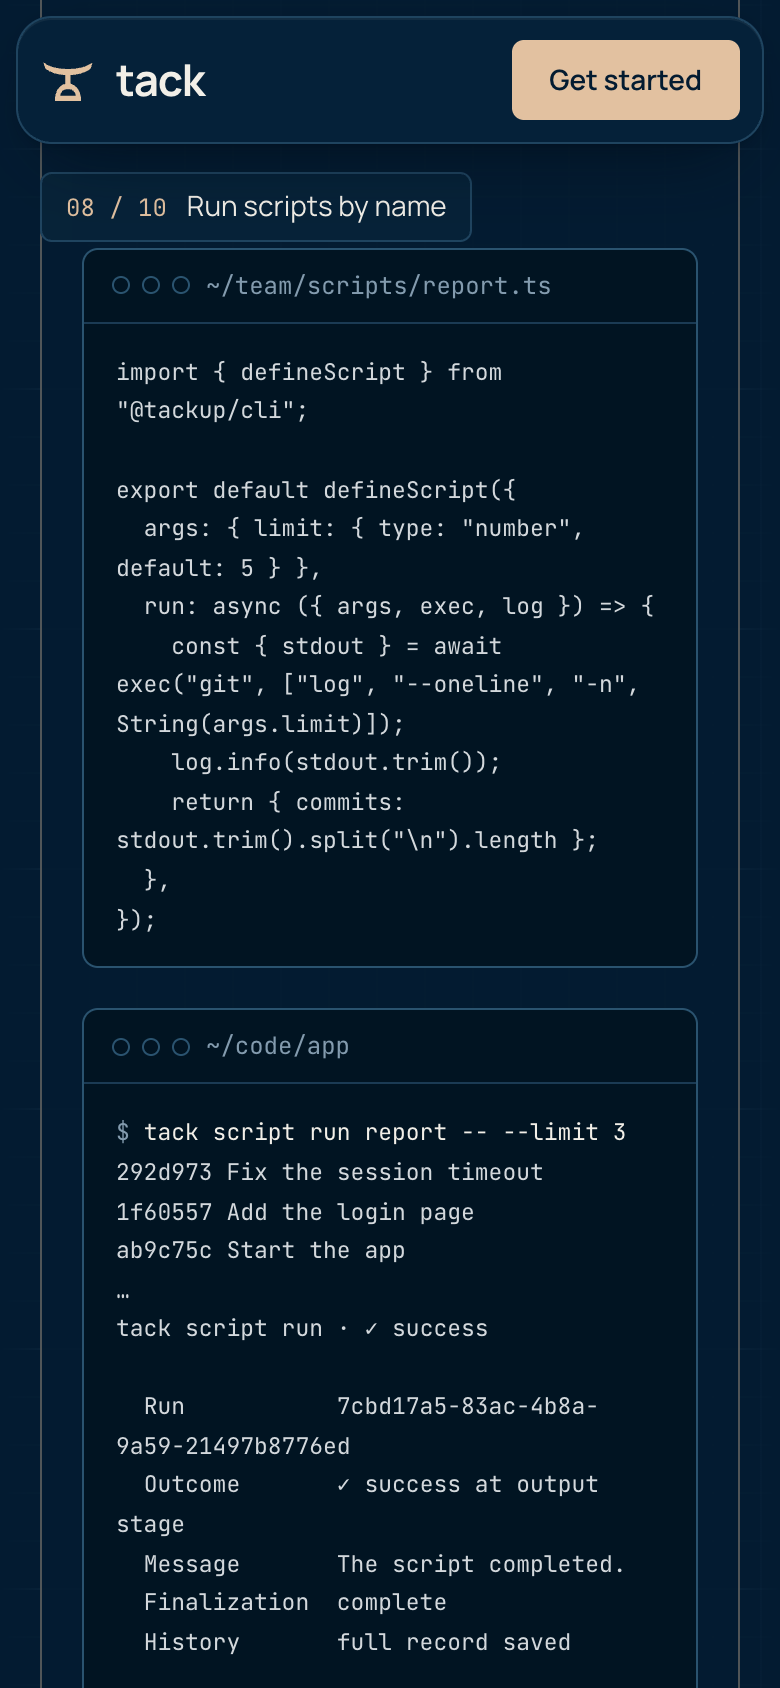 tack
Get started
08 / 10 Run scripts by name
~/team/scripts/report.ts
import { defineScript } from
"@tackup/cli";

export default defineScript({
  args: { limit: { type: "number",
default: 5 } },
  run: async ({ args, exec, log }) => {
    const { stdout } = await
exec("git", ["log", "--oneline", "-n",
String(args.limit)]);
    log.info(stdout.trim());
    return { commits:
stdout.trim().split("\n").length };
  },
});
~/code/app
$ tack script run report -- --limit 3
292d973 Fix the session timeout
1f60557 Add the login page
ab9c75c Start the app
…
tack script run · ✓ success

  Run           7cbd17a5-83ac-4b8a-
9a59-21497b8776ed
  Outcome       ✓ success at output
stage
  Message       The script completed.
  Finalization  complete
  History       full record saved